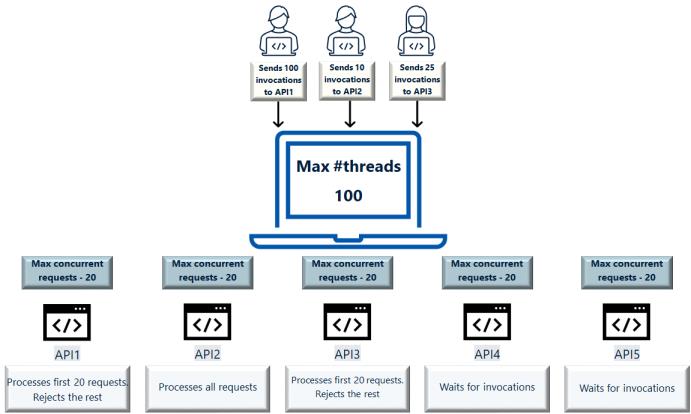 Sends 100
invocations
to API1
Sends 10
invocations
to API2
Sends 25
invocations
to API3
Max #threads
100
Max concurrent
requests - 20
Max concurrent
requests - 20
Max concurrent
requests - 20
Max concurrent
requests - 20
Max concurrent
requests - 20
API1
API2
API3
API4
API5
Processes first 20 requests.
Rejects the rest
Processes all requests
Processes first 20 requests.
Rejects the rest
Waits for invocations
Waits for invocations